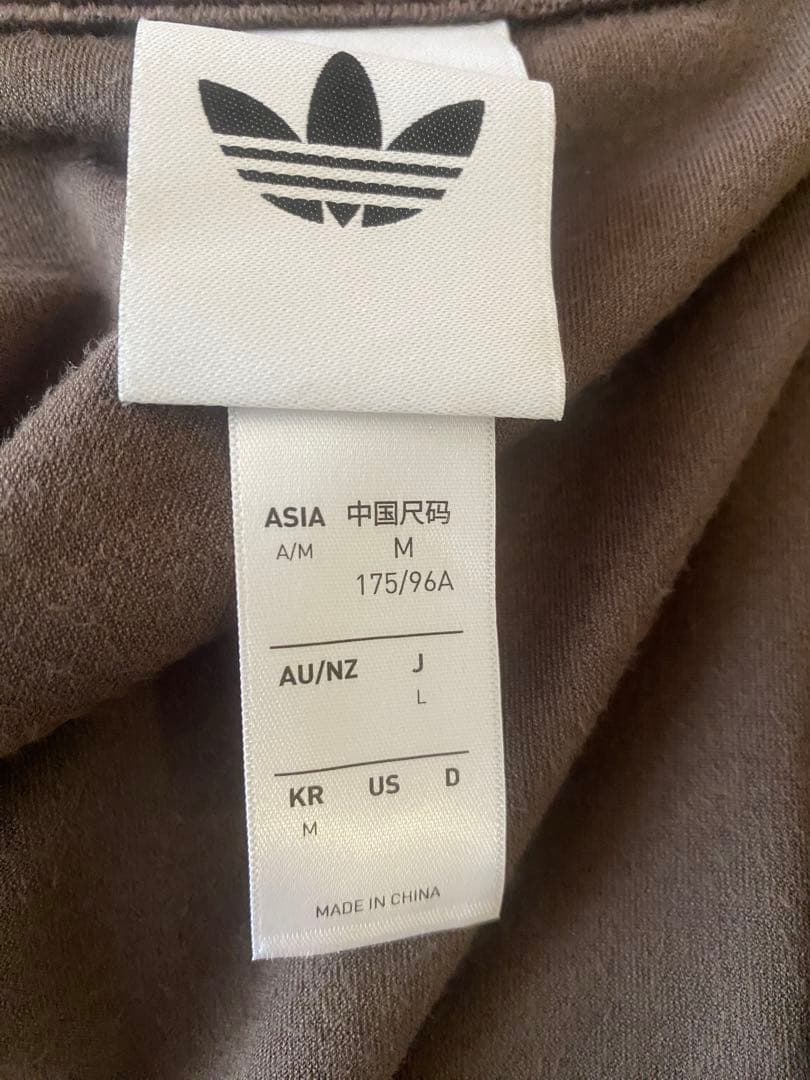 ASIA 中国尺码
A/M M
175/96A
AU/NZ J
L
KR US D
M
MADE IN CHINA